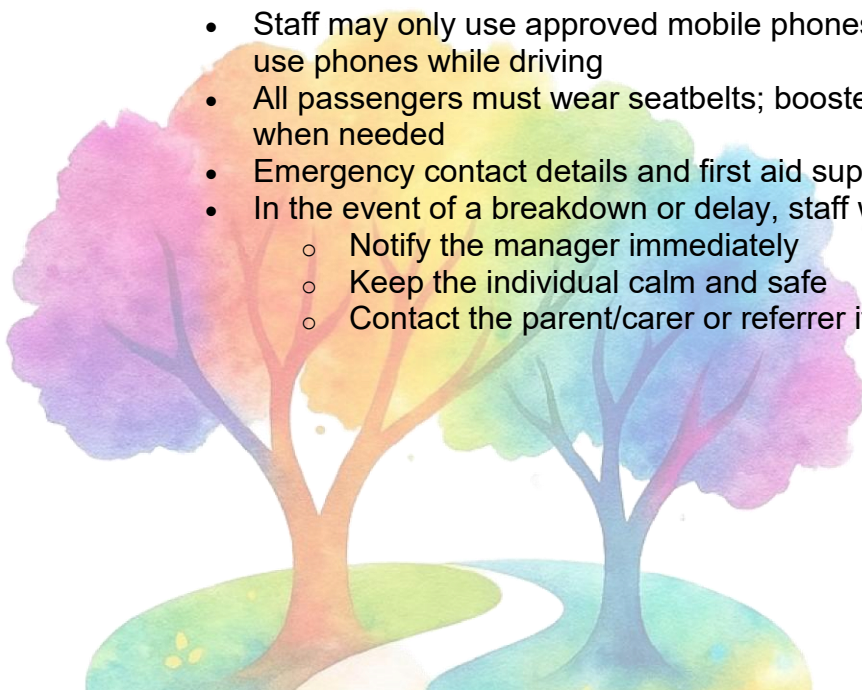 • Staff may only use approved mobile phones
use phones while driving
• All passengers must wear seatbelts; booste
when needed
• Emergency contact details and first aid sup
• In the event of a breakdown or delay, staff w
o Notify the manager immediately
o Keep the individual calm and safe
o Contact the parent/carer or referrer